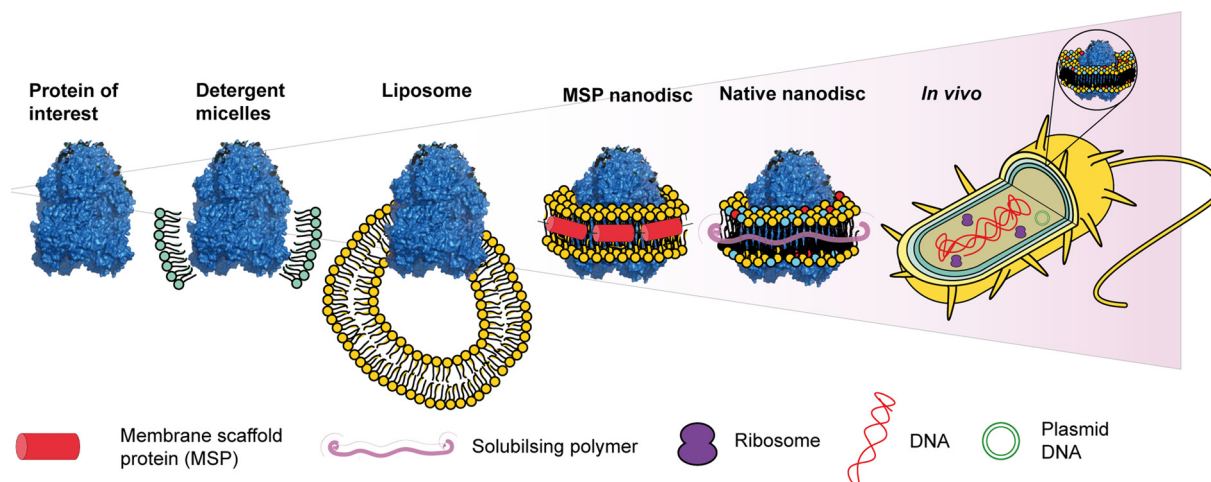 Protein of
interest
Detergent
micelles
Liposome
MSP nanodisc
Native nanodisc
In vivo
Membrane scaffold
protein (MSP)
Solubilsing polymer
Ribosome
DNA
Plasmid
DNA